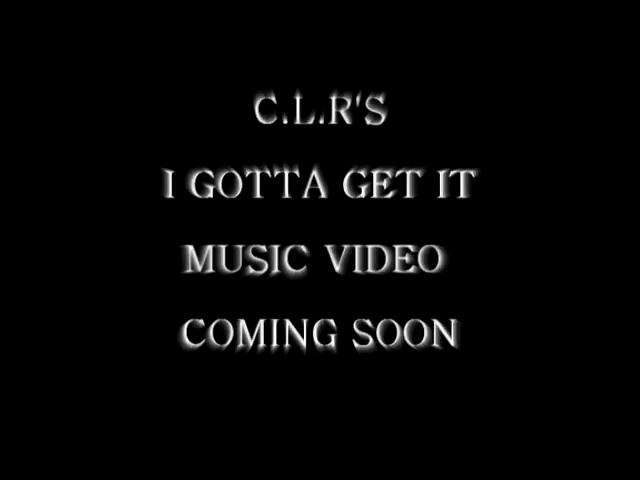 C.L.R'S
I GOTTA GET IT
MUSIC VIDEO
COMING SOON